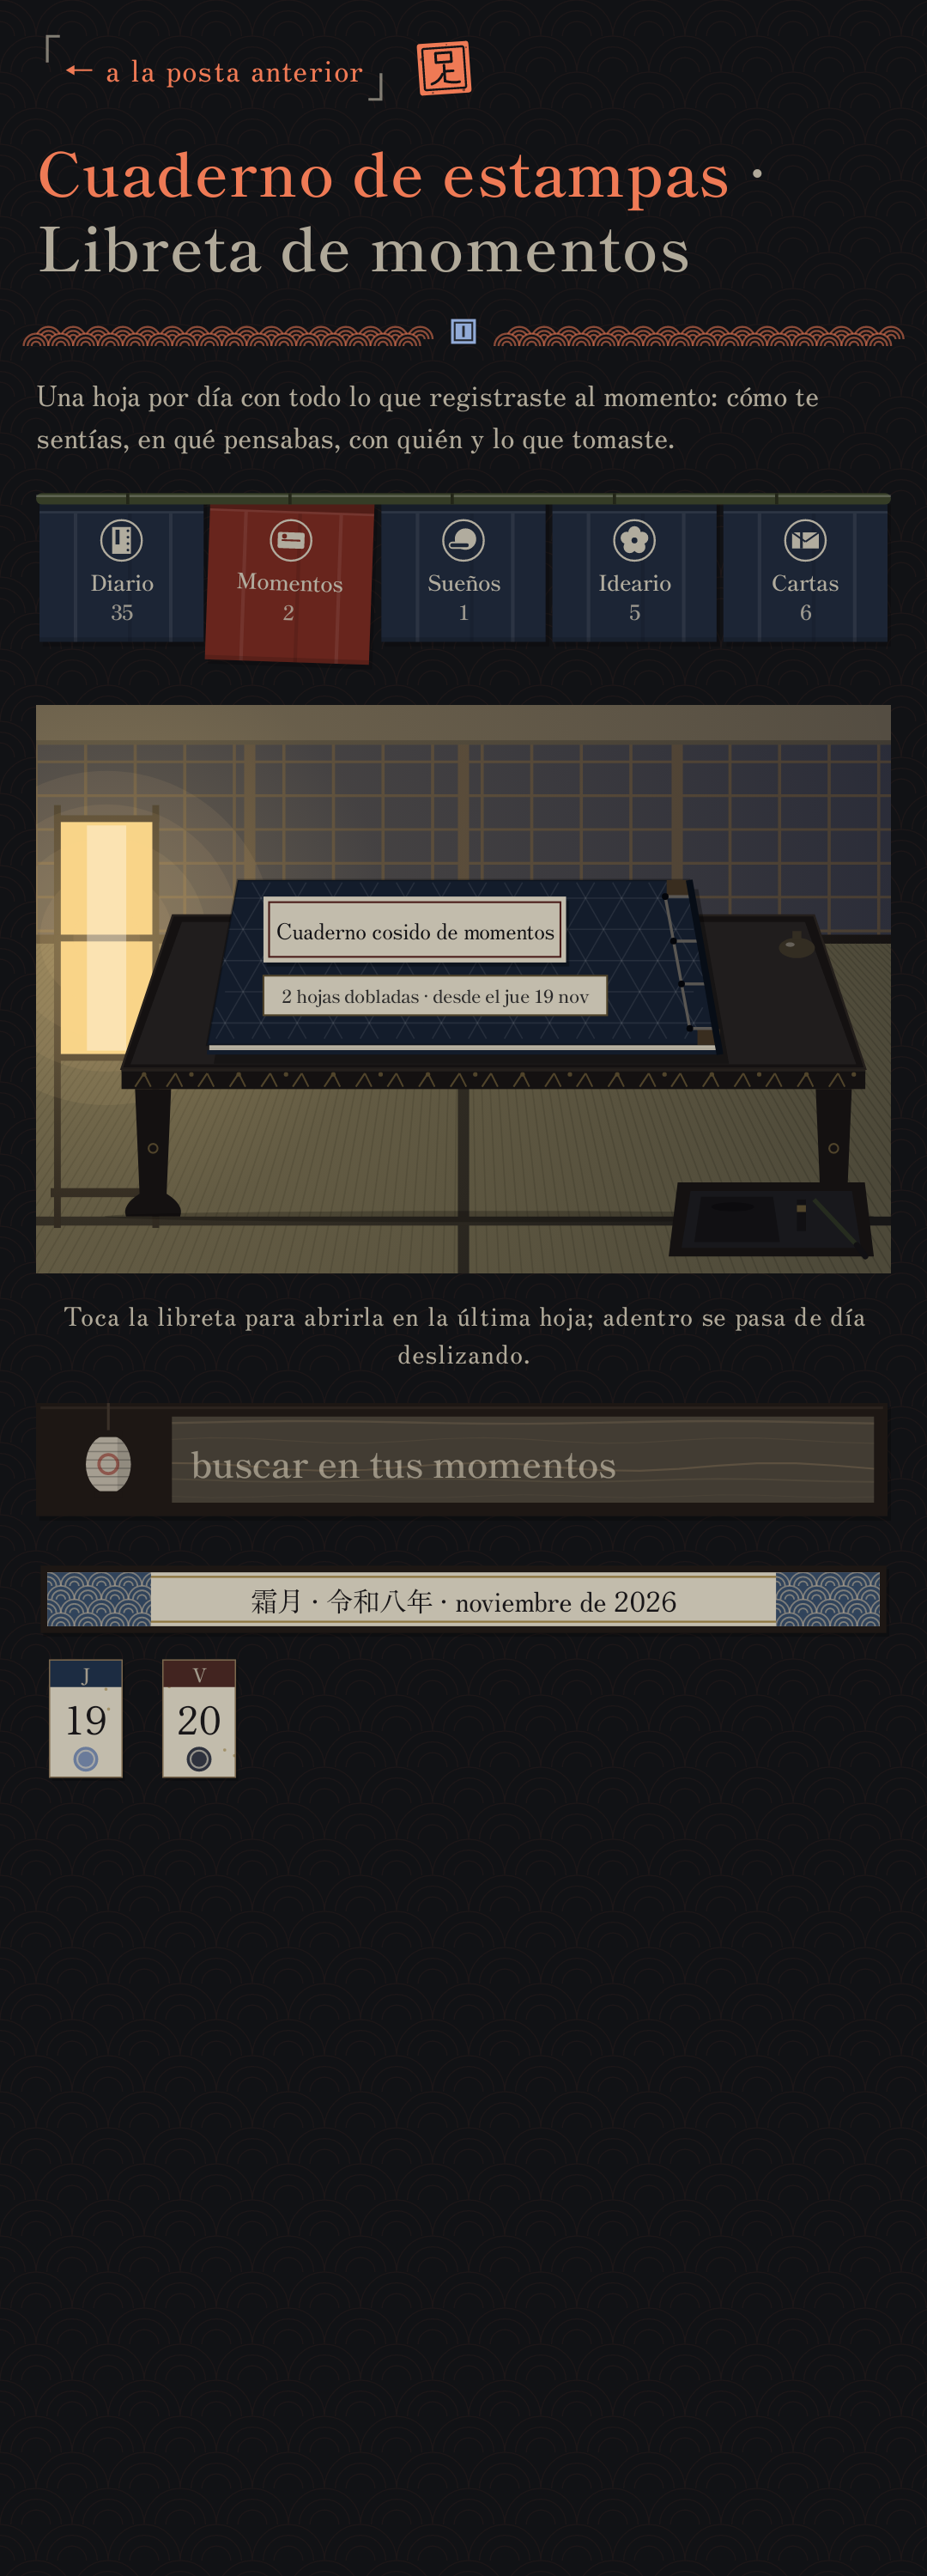 ← a la posta anterior
足
Cuaderno de estampas ·
Libreta de momentos
Una hoja por día con todo lo que registraste al momento: cómo te
sentías, en qué pensabas, con quién y lo que tomaste.
Diario
35
Momentos
2
Sueños
1
Ideario
5
Cartas
6
Cuaderno cosido de momentos
2 hojas dobladas · desde el jue 19 nov
Toca la libreta para abrirla en la última hoja; adentro se pasa de día
deslizando.
buscar en tus momentos
霜月 · 令和八年 · noviembre de 2026
J
19
V
20